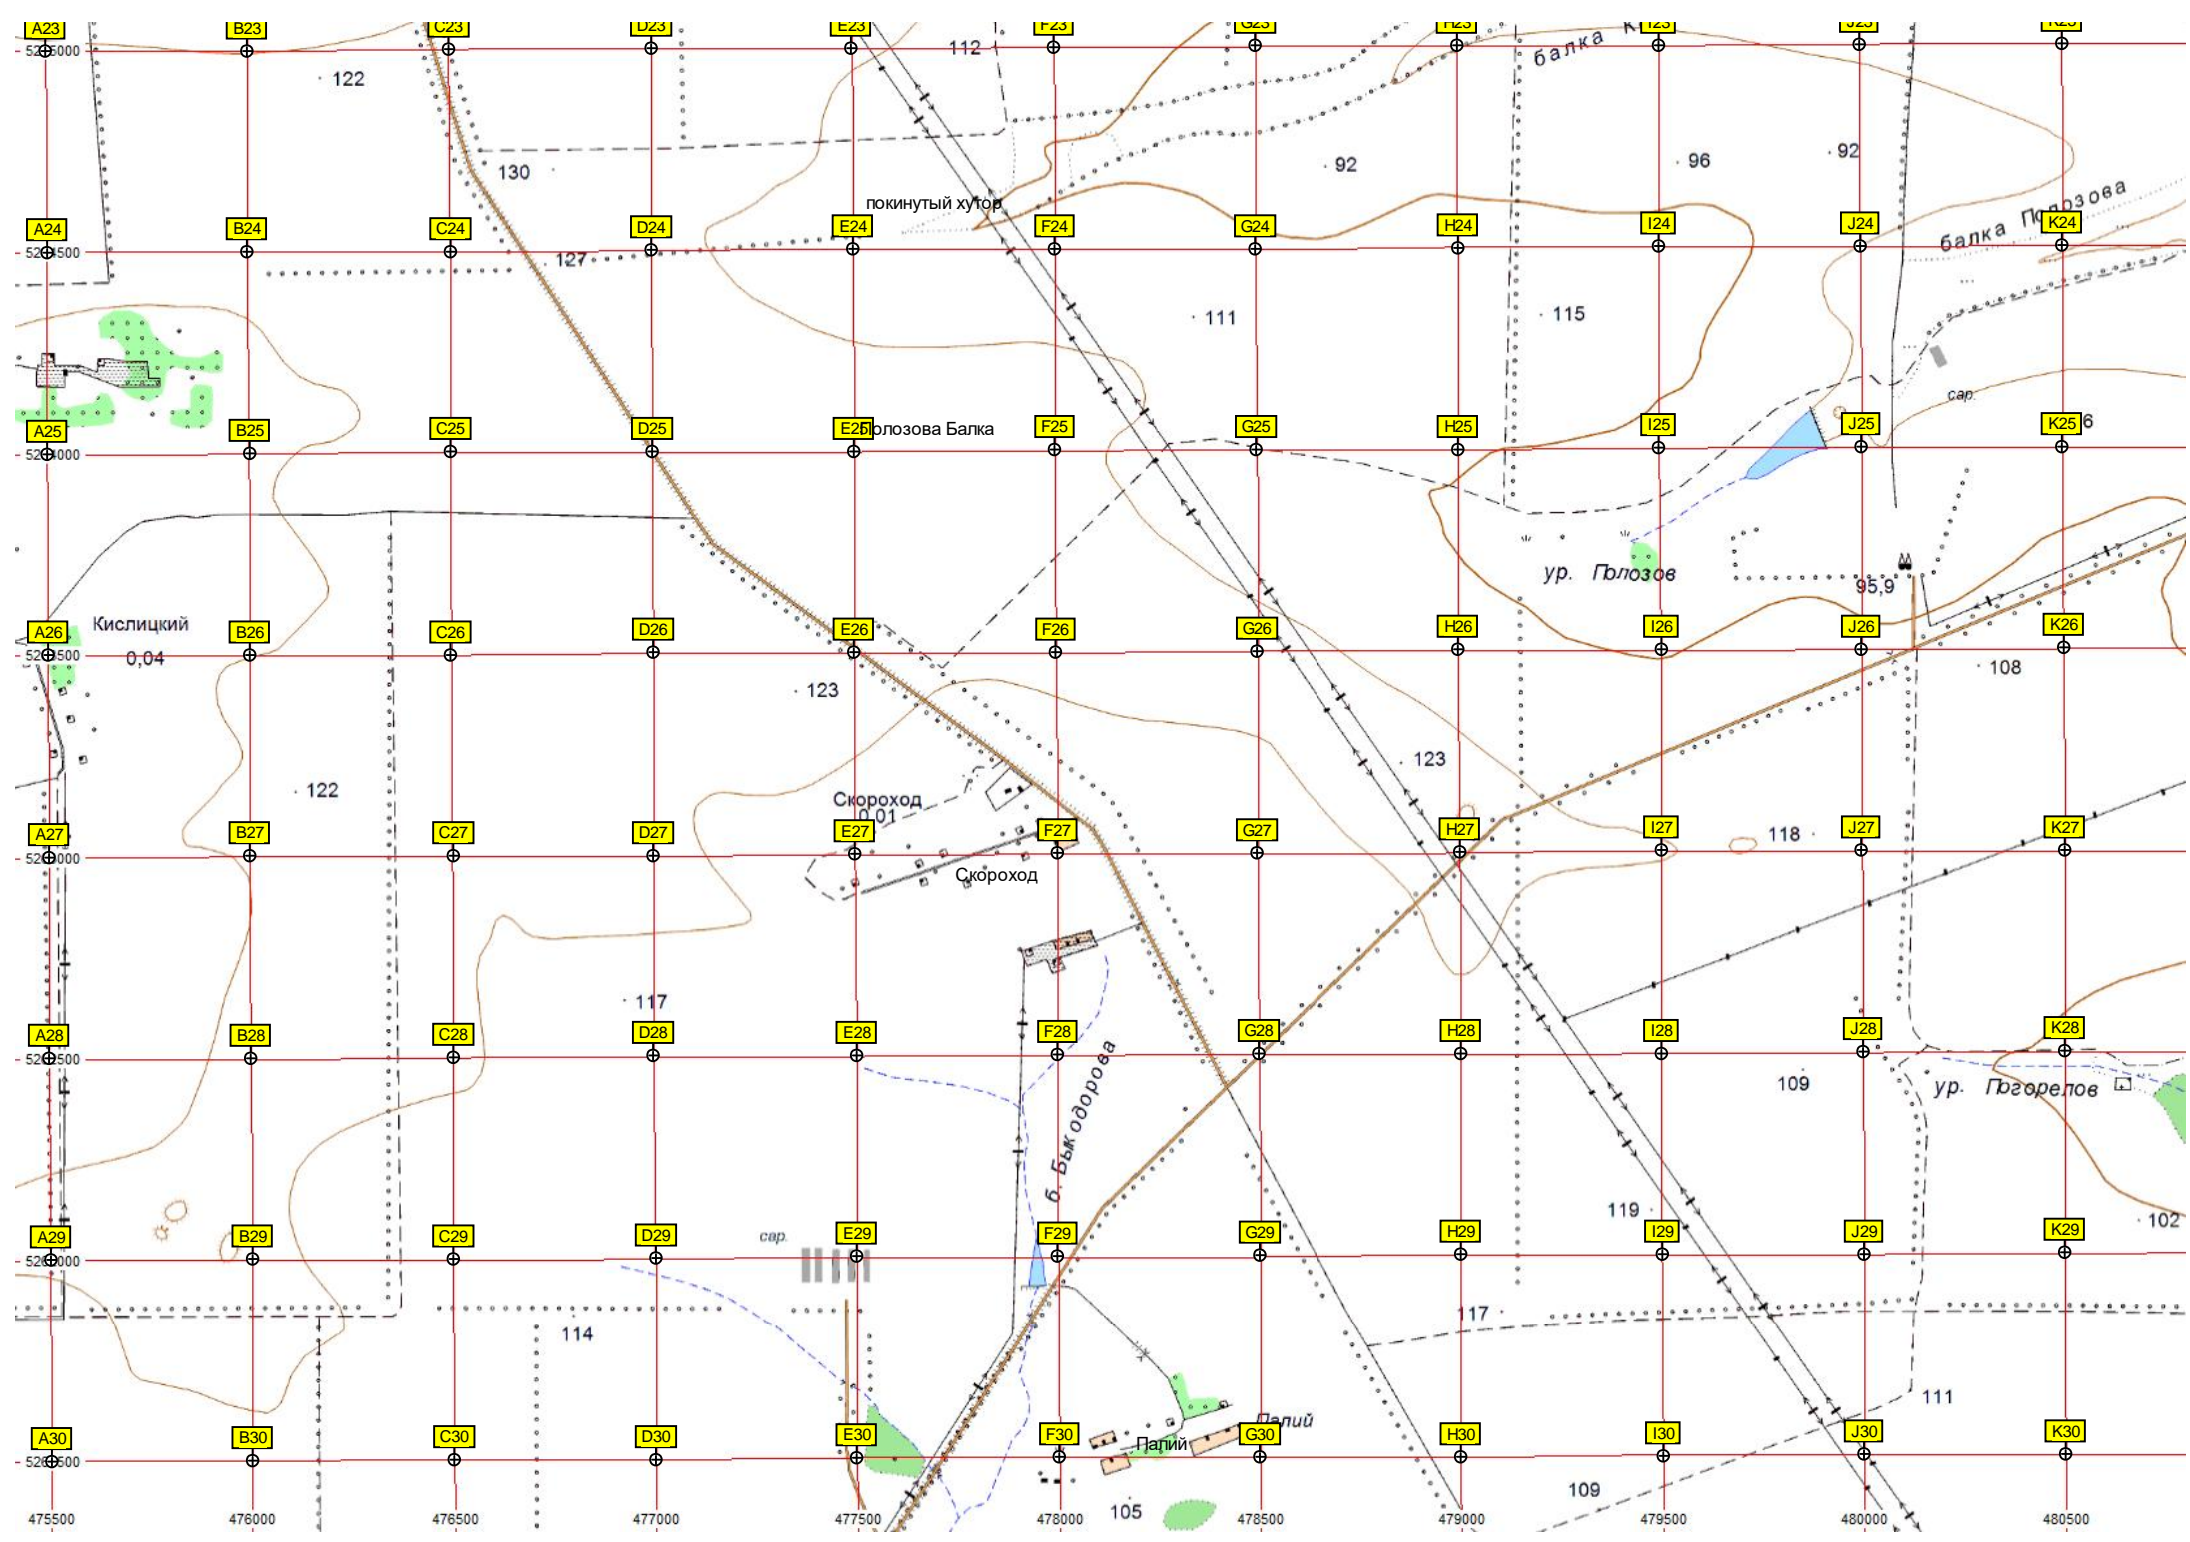 A23 B23 C23 D23 E23 F23 G23 H23 I23 J23 K23
балка К
112
122
130
92
96
92
покинутый хутор
балка Полозова
A24 B24 C24 D24 E24 F24 G24 H24 I24 J24 K24
127
111
115
сар.
A25 B25 C25 D25 E25 Полозова Балка F25 G25 H25 I25 J25 K25 6
ур. Полозов
95,9
Кислицкий
0,04
A26 B26 C26 D26 E26 F26 G26 H26 I26 J26 K26
108
123
123
122
Скороход
0,01
A27 B27 C27 D27 E27 F27 G27 H27 I27 J27 K27
118
Скороход
117
A28 B28 C28 D28 E28 F28 G28 H28 I28 J28 K28
109
ур. Погорелов
б. Быкодорова
119
102
A29 B29 C29 D29 E29 F29 G29 H29 I29 J29 K29
сар.
117
114
111
Палий
Палий
A30 B30 C30 D30 E30 F30 G30 H30 I30 J30 K30
109
105
475500 476000 476500 477000 477500 478000 478500 479000 479500 480000 480500